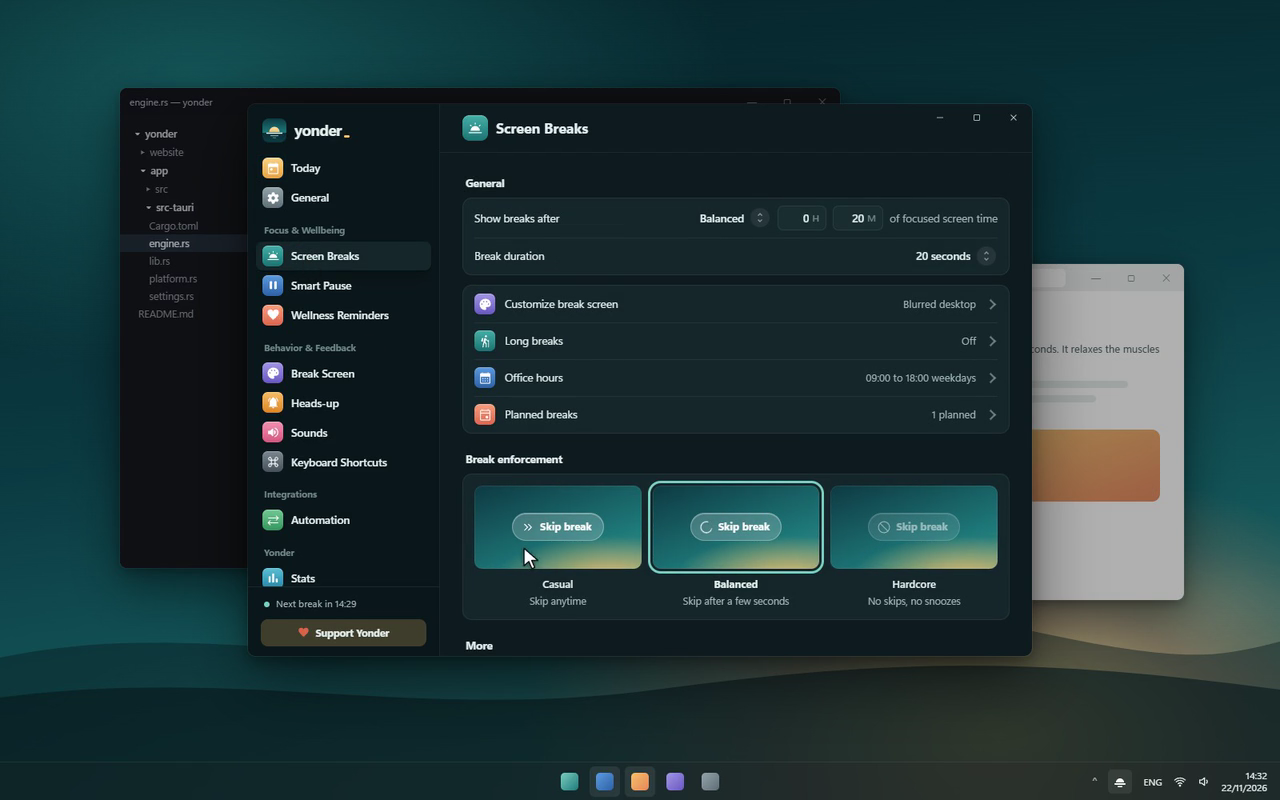 engine.rs — yonder
yonder
website
app
src
src-tauri
Cargo.toml
engine.rs
lib.rs
platform.rs
settings.rs
README.md
yonder_
Today
General
Focus & Wellbeing
Screen Breaks
Smart Pause
Wellness Reminders
Behavior & Feedback
Break Screen
Heads-up
Sounds
Keyboard Shortcuts
Integrations
Automation
Yonder
Stats
Next break in 14:29
Support Yonder
Screen Breaks
General
Show breaks after Balanced 0 H 20 M of focused screen time
Break duration 20 seconds
Customize break screen Blurred desktop
Long breaks Off
Office hours 09:00 to 18:00 weekdays
Planned breaks 1 planned
Break enforcement
Skip break Skip break Skip break
Casual Balanced Hardcore
Skip anytime Skip after a few seconds No skips, no snoozes
More
conds. It relaxes the muscles
ENG
14:32
22/11/2026